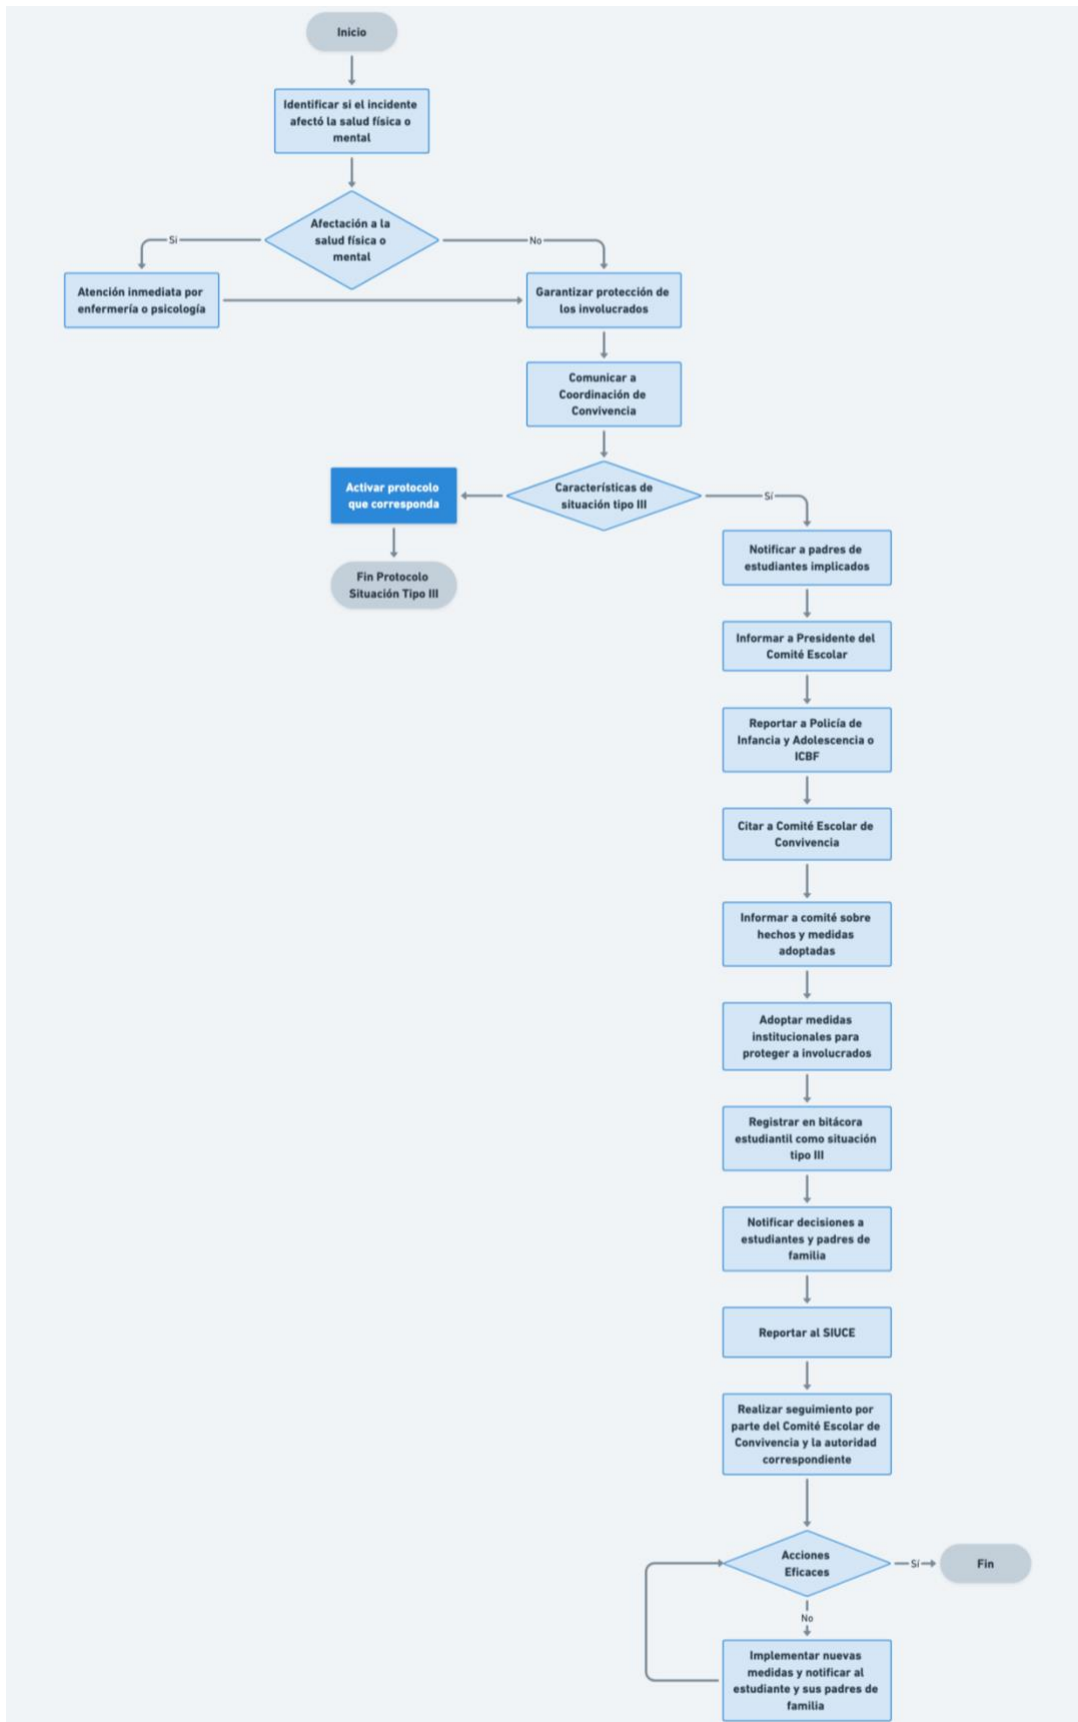 Inicio
Identificar si el incidente
afectó la salud física o
mental
Afectación a la
salud física o
mental
Sí
No
Atención inmediata por
enfermería o psicología
Garantizar protección de
los involucrados
Comunicar a
Coordinación de
Convivencia
Características de
situación tipo III
Activar protocolo
que corresponda
Sí
Fin Protocolo
Situación Tipo III
Notificar a padres de
estudiantes implicados
Informar a Presidente del
Comité Escolar
Reportar a Policía de
Infancia y Adolescencia o
ICBF
Citar a Comité Escolar de
Convivencia
Informar a comité sobre
hechos y medidas
adoptadas
Adoptar medidas
institucionales para
proteger a involucrados
Registrar en bitácora
estudiantil como situación
tipo III
Notificar decisiones a
estudiantes y padres de
familia
Reportar al SIUCE
Realizar seguimiento por
parte del Comité Escolar de
Convivencia y la autoridad
correspondiente
Acciones
Eficaces
Sí
Fin
No
Implementar nuevas
medidas y notificar al
estudiante y sus padres de
familia